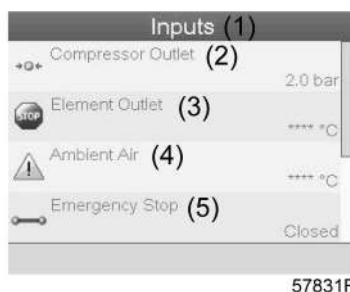 Inputs (1)
Compressor Outlet (2)
2.0 bar
STOP
Element Outlet (3)
**** °C
Ambient Air (4)
**** °C
Emergency Stop (5)
Closed
57831F